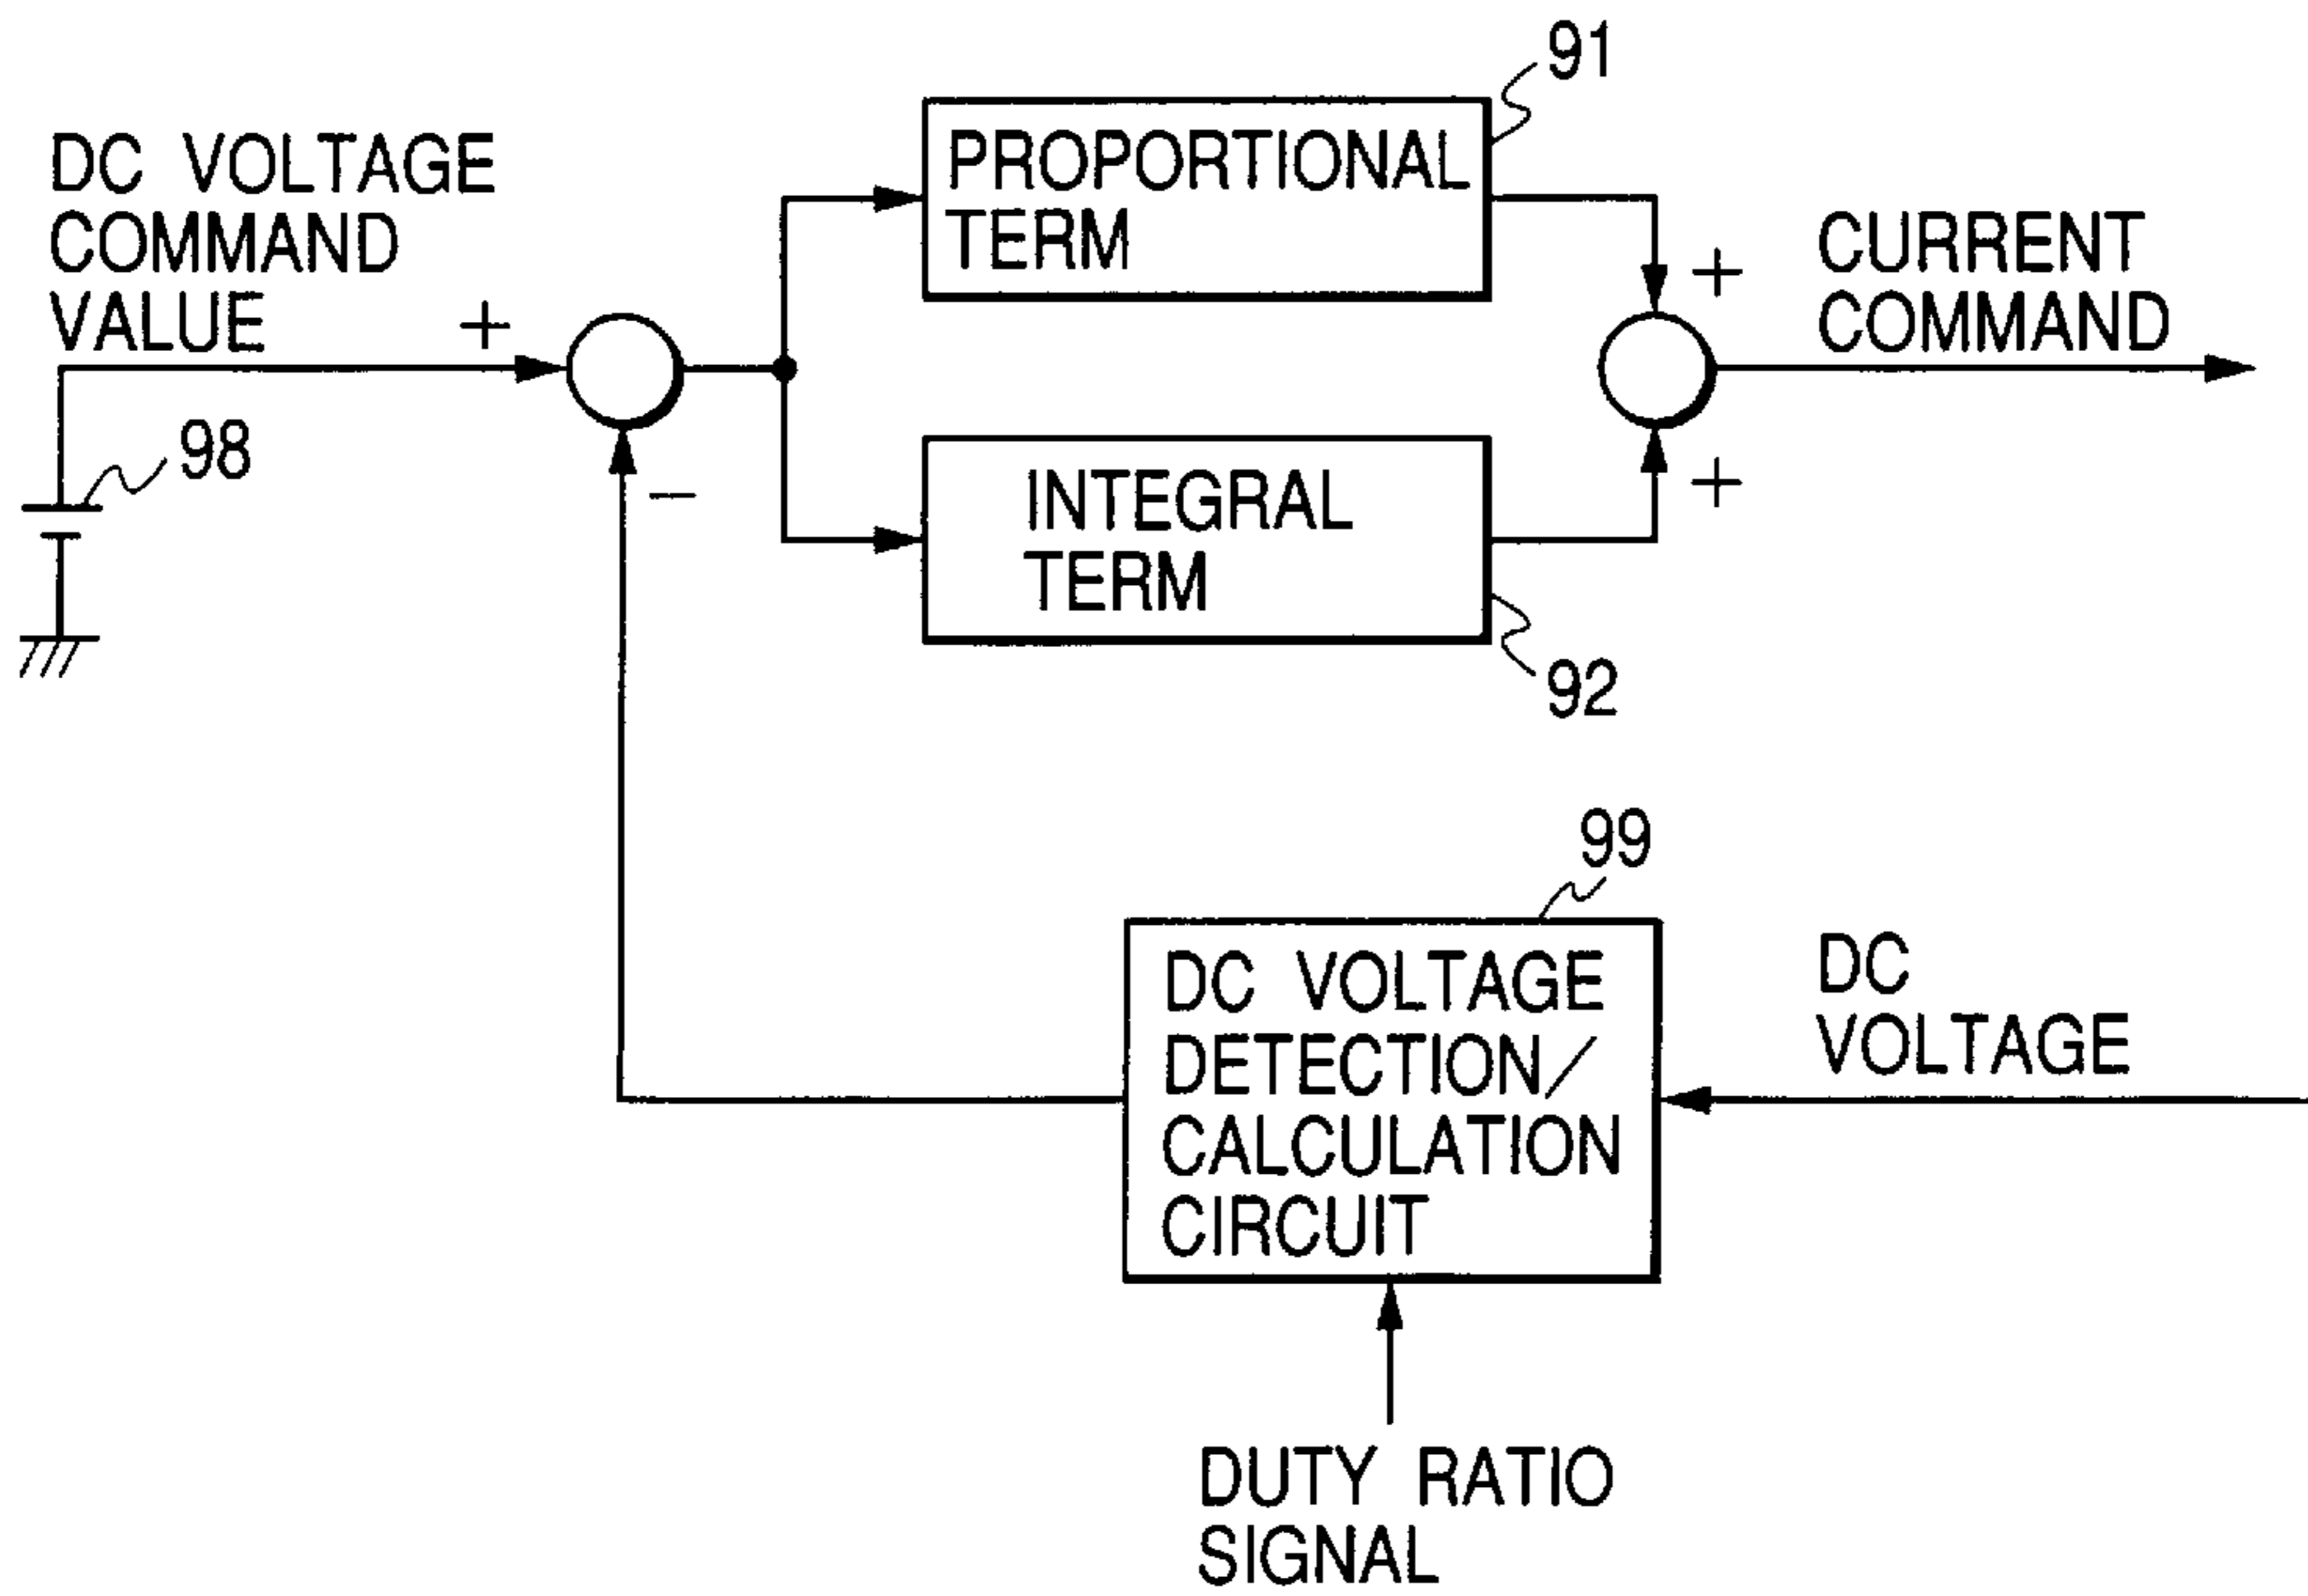 91
DC VOLTAGE
COMMAND
VALUE
+
PROPORTIONAL
TERM
+
CURRENT
COMMAND
98
−
INTEGRAL
TERM
+
92
99
DC VOLTAGE
DETECTION/
CALCULATION
CIRCUIT
DC
VOLTAGE
DUTY RATIO
SIGNAL